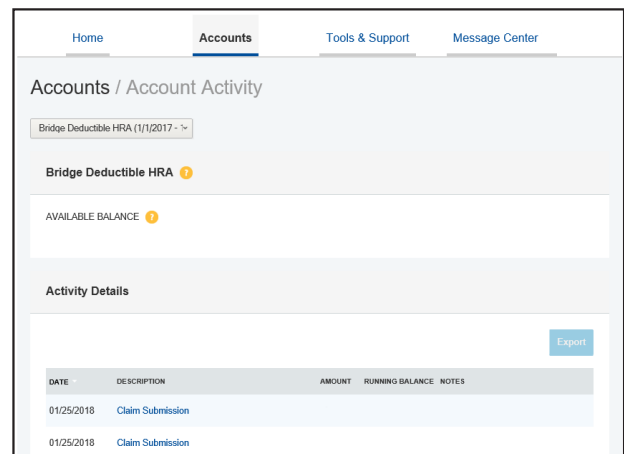 Home Accounts Tools & Support Message Center
Accounts / Account Activity
Bridge Deductible HRA (1/1/2017 -
Bridge Deductible HRA ?
AVAILABLE BALANCE ?
Activity Details
Export
DATE DESCRIPTION AMOUNT RUNNING BALANCE NOTES
01/25/2018 Claim Submission
01/25/2018 Claim Submission